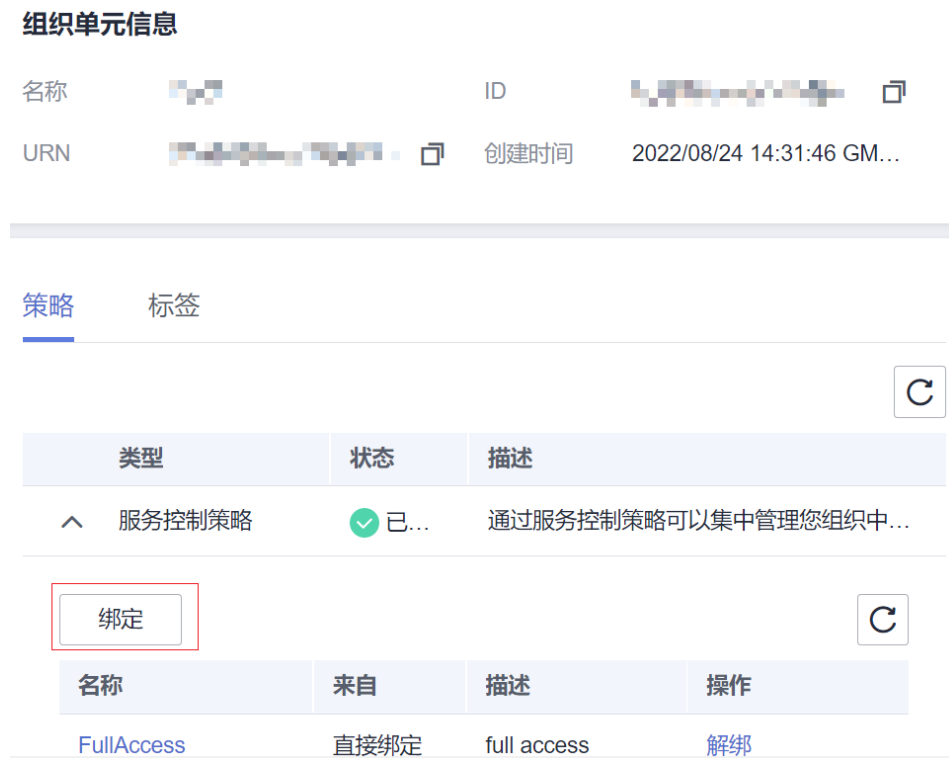 组织单元信息
名称 ID
URN 创建时间 2022/08/24 14:31:46 GM...
策略 标签
类型 状态 描述
服务控制策略 已... 通过服务控制策略可以集中管理您组织中...
绑定
名称 来自 描述 操作
FullAccess 直接绑定 full access 解绑